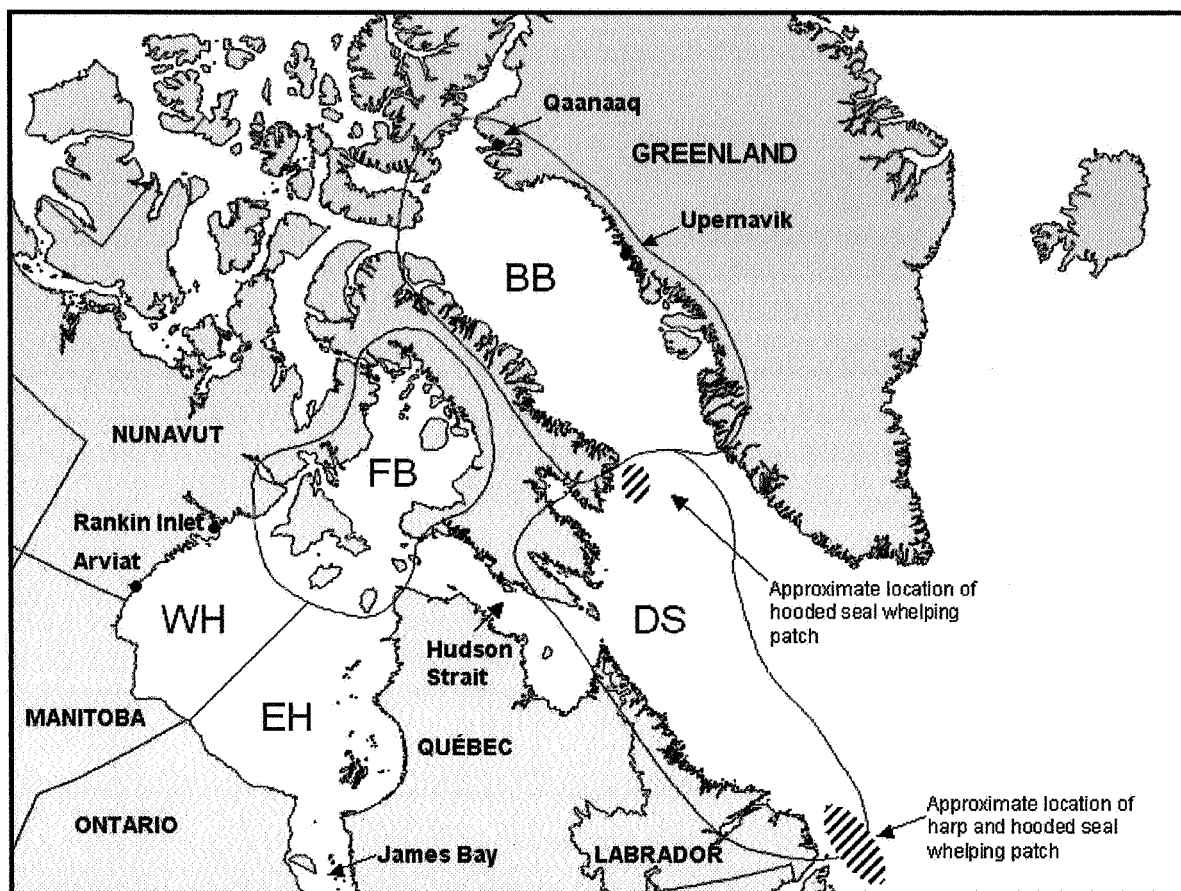 Qaanaaq
GREENLAND
Upernavik
BB
NUNAVUT
FB
Rankin Inlet
Arviat
Approximate location of
hooded seal whelping
patch
WH
DS
Hudson
Strait
EH
MANITOBA
QUÉBEC
ONTARIO
Approximate location of
harp and hooded seal
whelping patch
LABRADOR
James Bay